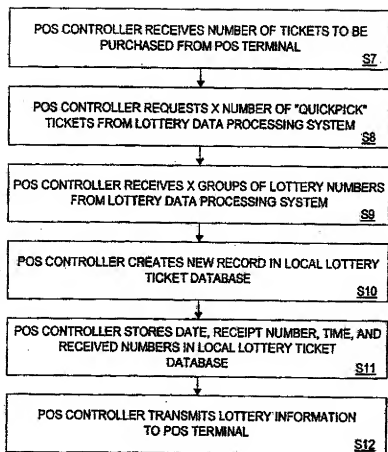 POS CONTROLLER RECEIVES NUMBER OF TICKETS TO BE
PURCHASED FROM POS TERMINAL
S7
POS CONTROLLER REQUESTS X NUMBER OF "QUICKPICK"
TICKETS FROM LOTTERY DATA PROCESSING SYSTEM
S8
POS CONTROLLER RECEIVES X GROUPS OF LOTTERY NUMBERS
FROM LOTTERY DATA PROCESSING SYSTEM
S9
POS CONTROLLER CREATES NEW RECORD IN LOCAL LOTTERY
TICKET DATABASE
S10
POS CONTROLLER STORES DATE, RECEIPT NUMBER, TIME, AND
RECEIVED NUMBERS IN LOCAL LOTTERY TICKET
DATABASE
S11
POS CONTROLLER TRANSMITS LOTTERY INFORMATION
TO POS TERMINAL
S12